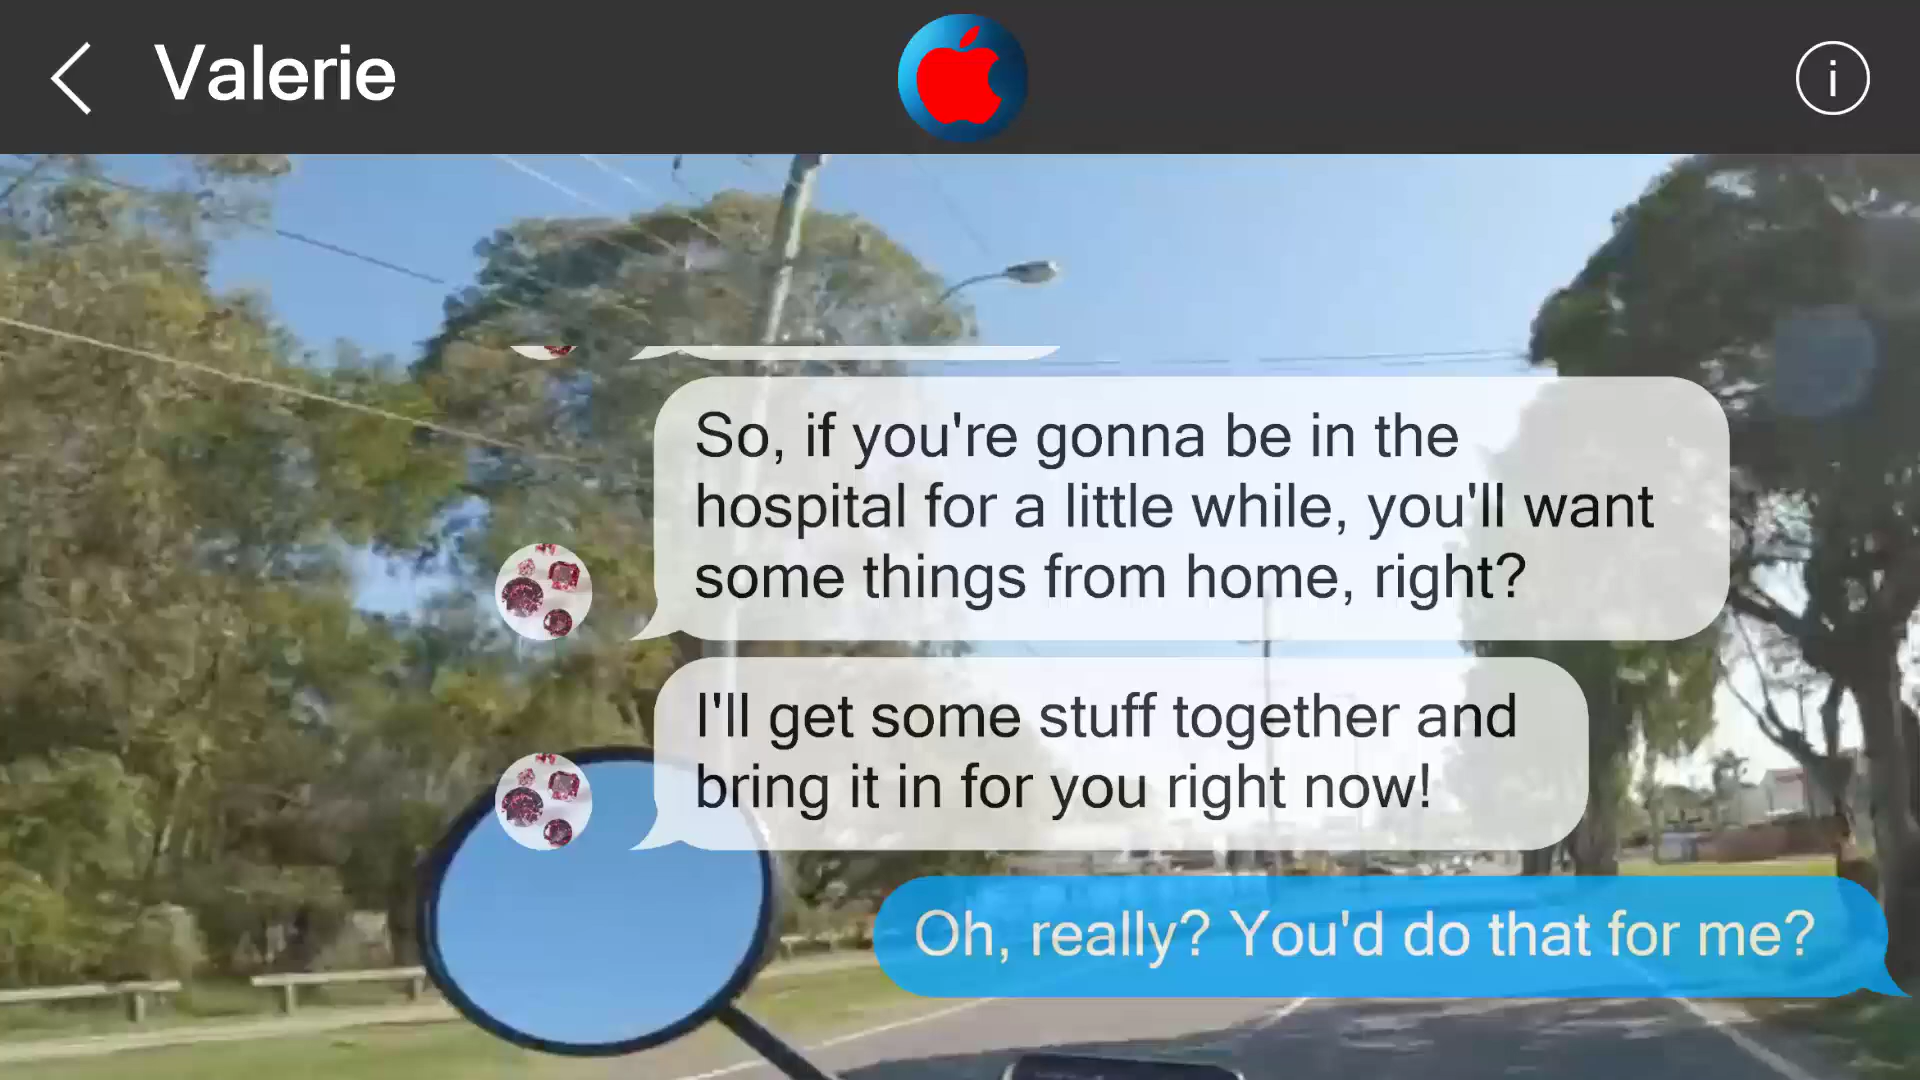 Valerie
So, if you're gonna be in the
hospital for a little while, you'll want
some things from home, right?
I'll get some stuff together and
bring it in for you right now!
Oh, really? You'd do that for me?